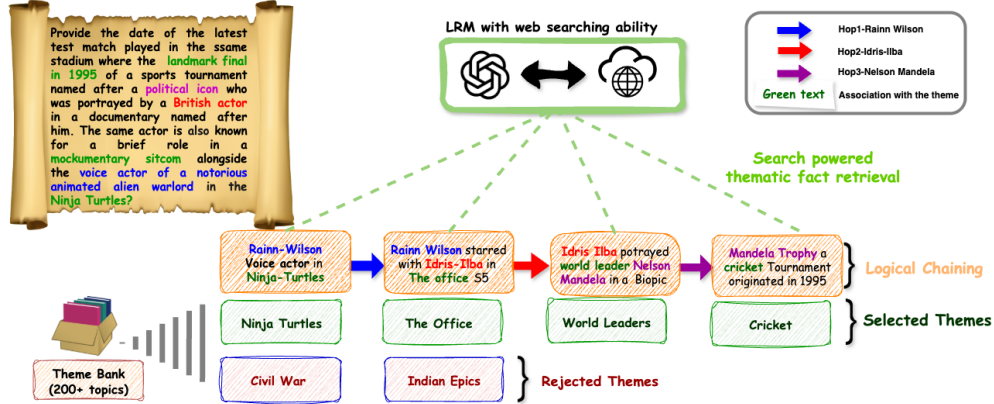 Provide the date of the latest
test match played in the ssame
stadium where the landmark final
in 1995 of a sports tournament
named after a political icon who
was portrayed by a British actor
in a documentary named after
him. The same actor is also known
for a brief role in a
mockumentary sitcom alongside
the voice actor of a notorious
animated alien warlord in the
Ninja Turtles?
LRM with web searching ability
Hop1-Rainn Wilson
Hop2-Idris-Ilba
Hop3-Nelson Mandela
Green text
Association with the theme
Search powered
thematic fact retrieval
Rainn-Wilson
Voice actor in
Ninja-Turtles
Rainn Wilson starred
with Idris-Ilba in
The office S5
Idris Ilba potrayed
world leader Nelson
Mandela in a Biopic
Mandela Trophy a
cricket Tournament
originated in 1995
Logical Chaining
Ninja Turtles
The Office
World Leaders
Cricket
Selected Themes
Theme Bank
(200+ topics)
Civil War
Indian Epics
Rejected Themes